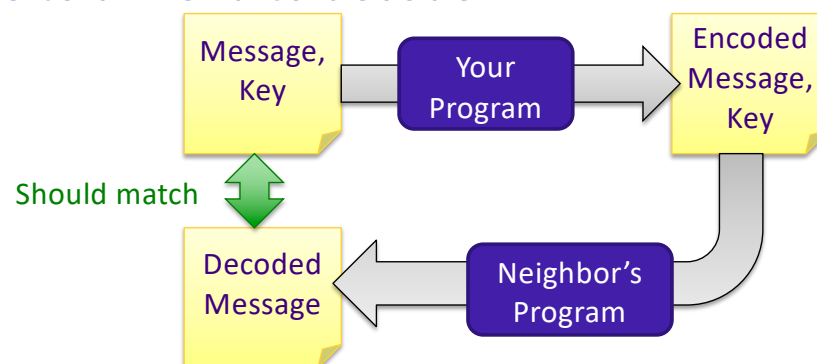 Message,
Key
Your
Program
Encoded
Message,
Key
Should match
Decoded
Message
Neighbor's
Program